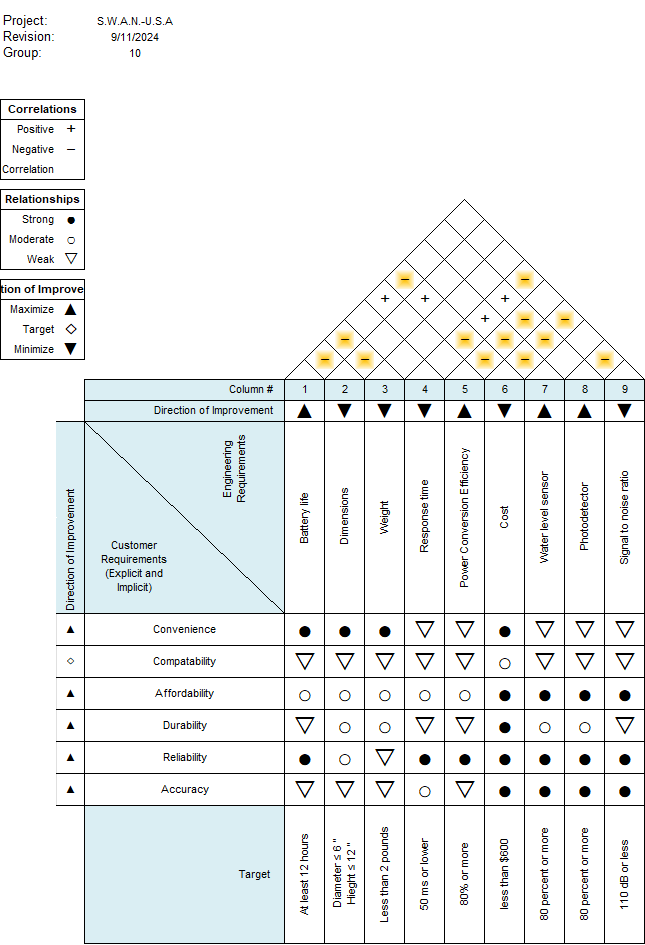 Project: S.W.A.N.-U.S.A
Revision: 9/11/2024
Group: 10
Correlations
Positive +
Negative −
Correlation
Relationships
Strong ●
Moderate ○
Weak ▽
tion of Improve
Maximize ▲
Target ◇
Minimize ▼
Column # 1 2 3 4 5 6 7 8 9
Direction of Improvement ▲ ▼ ▼ ▼ ▲ ▼ ▲ ▲ ▼
Direction of Improvement
Engineering
Requirements
Customer
Requirements
(Explicit and
Implicit)
Battery life
Dimensions
Weight
Response time
Power Conversion Efficiency
Cost
Water level sensor
Photodetector
Signal to noise ratio
▲ Convenience ● ● ● ▽ ▽ ● ▽ ▽ ▽
◇ Compatability ▽ ▽ ▽ ▽ ▽ ○ ▽ ▽ ▽
▲ Affordability ○ ○ ○ ○ ○ ● ● ● ●
▲ Durability ▽ ○ ○ ▽ ▽ ● ○ ○ ▽
▲ Reliability ● ○ ▽ ● ● ● ● ● ●
▲ Accuracy ▽ ▽ ▽ ○ ▽ ● ● ● ●
Target
At least 12 hours
Diameter ≤ 6 "
Hieght ≤ 12 "
Less than 2 pounds
50 ms or lower
80% or more
less than $600
80 percent or more
80 percent or more
110 dB or less